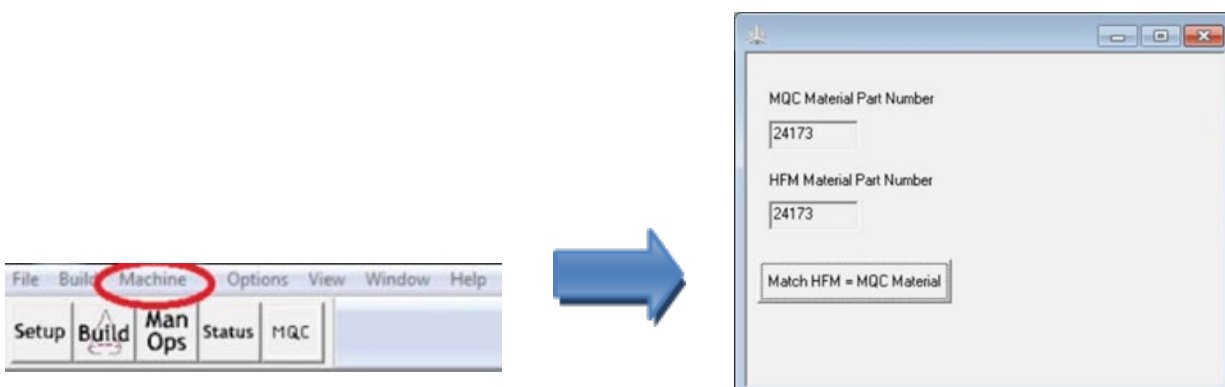 File Build Machine Options View Window Help
Setup Build Man Ops Status MQC
MQC Material Part Number
24173
HFM Material Part Number
24173
Match HFM = MQC Material